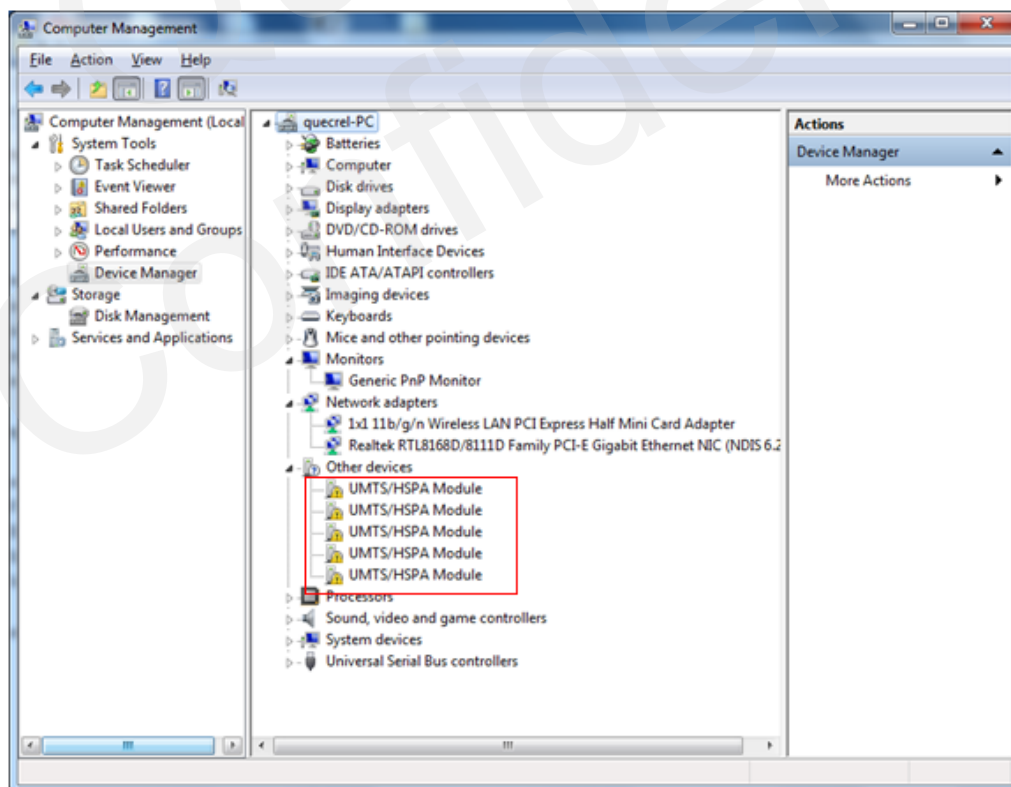 Computer Management
File Action View Help
Computer Management (Local
System Tools
Task Scheduler
Event Viewer
Shared Folders
Local Users and Groups
Performance
Device Manager
Storage
Disk Management
Services and Applications
quecrel-PC
Batteries
Computer
Disk drives
Display adapters
DVD/CD-ROM drives
Human Interface Devices
IDE ATA/ATAPI controllers
Imaging devices
Keyboards
Mice and other pointing devices
Monitors
Generic PnP Monitor
Network adapters
1x1 11b/g/n Wireless LAN PCI Express Half Mini Card Adapter
Realtek RTL8168D/8111D Family PCI-E Gigabit Ethernet NIC (NDIS 6.2
Other devices
UMTS/HSPA Module
UMTS/HSPA Module
UMTS/HSPA Module
UMTS/HSPA Module
UMTS/HSPA Module
Processors
Sound, video and game controllers
System devices
Universal Serial Bus controllers
Actions
Device Manager
More Actions